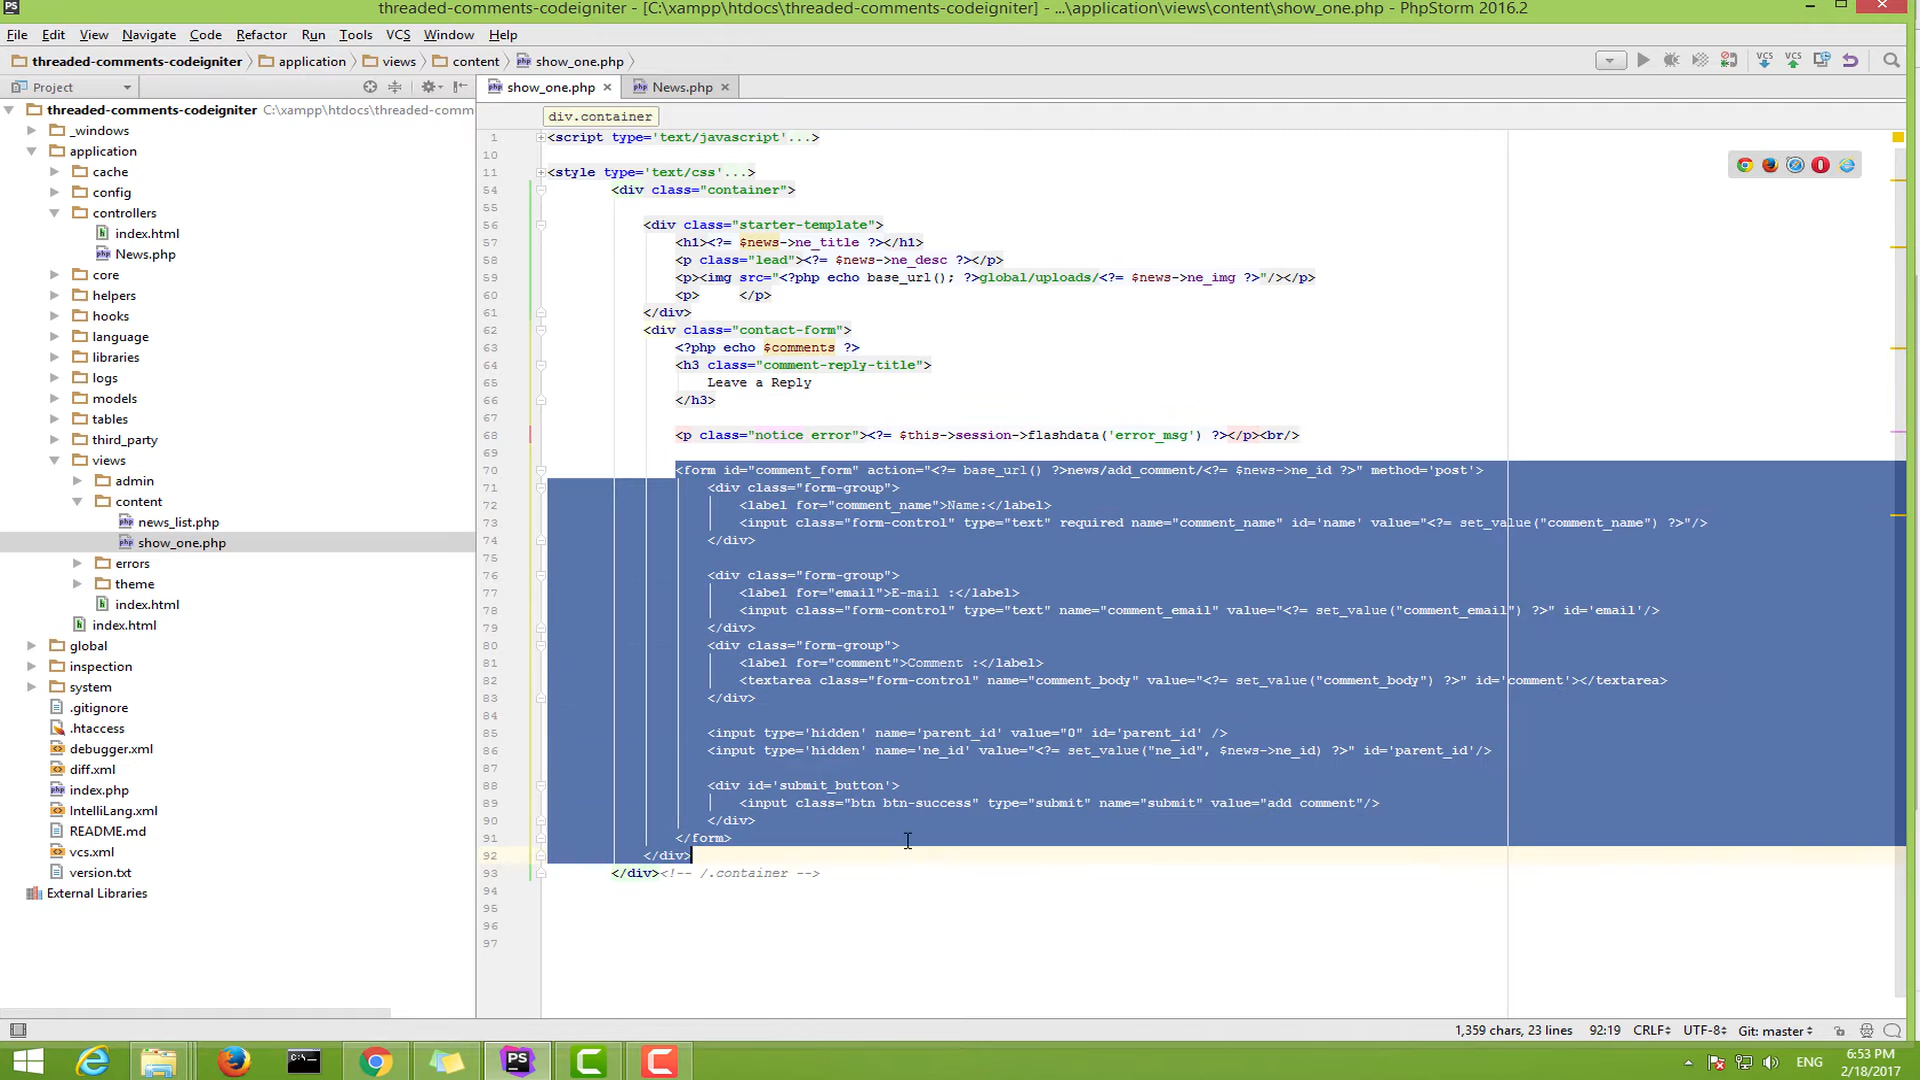 threaded-comments-codeigniter - [C:\xampp\htdocs\threaded-comments-codeigniter] - ...\application\views\content\show_one.php - PhpStorm 2016.2
File Edit View Navigate Code Refactor Run Tools VCS Window Help
threaded-comments-codeigniter application views content show_one.php
Project
show_one.php
News.php
threaded-comments-codeigniter C:\xampp\htdocs\threaded-comm
_windows
application
cache
config
controllers
index.html
News.php
core
helpers
hooks
language
libraries
logs
models
tables
third_party
views
admin
content
news_list.php
show_one.php
errors
theme
index.html
index.html
global
inspection
system
.gitignore
.htaccess
debugger.xml
diff.xml
index.php
IntelliLang.xml
README.md
vcs.xml
version.txt
External Libraries
div.container
1 <script type='text/javascript'...>
10
11 <style type='text/css'...>
54 <div class="container">
55
56 <div class="starter-template">
57 <h1><?= $news->ne_title ?></h1>
58 <p class="lead"><?= $news->ne_desc ?></p>
59 <p><img src="<?php echo base_url(); ?>global/uploads/<?= $news->ne_img ?>"/></p>
60 <p> </p>
61 </div>
62 <div class="contact-form">
63 <?php echo $comments ?>
64 <h3 class="comment-reply-title">
65 Leave a Reply
66 </h3>
67
68 <p class="notice error"><?= $this->session->flashdata('error_msg') ?></p><br/>
69
70 <form id="comment_form" action="<?= base_url() ?>news/add_comment/<?= $news->ne_id ?>" method='post'>
71 <div class="form-group">
72 <label for="comment_name">Name:</label>
73 <input class="form-control" type="text" required name="comment_name" id='name' value="<?= set_value("comment_name") ?>"/>
74 </div>
75
76 <div class="form-group">
77 <label for="email">E-mail :</label>
78 <input class="form-control" type="text" name="comment_email" value="<?= set_value("comment_email") ?>" id='email'/>
79 </div>
80 <div class="form-group">
81 <label for="comment">Comment :</label>
82 <textarea class="form-control" name="comment_body" value="<?= set_value("comment_body") ?>" id='comment'></textarea>
83 </div>
84
85 <input type='hidden' name='parent_id' value="0" id='parent_id' />
86 <input type='hidden' name='ne_id' value="<?= set_value("ne_id", $news->ne_id) ?>" id='parent_id'/>
87
88 <div id='submit_button'>
89 <input class="btn btn-success" type="submit" name="submit" value="add comment"/>
90 </div>
91 </form>
92 </div>
93 </div><!-- /.container -->
94
95
96
97
1,359 chars, 23 lines 92:19 CRLF UTF-8 Git: master
ENG
6:53 PM
2/18/2017